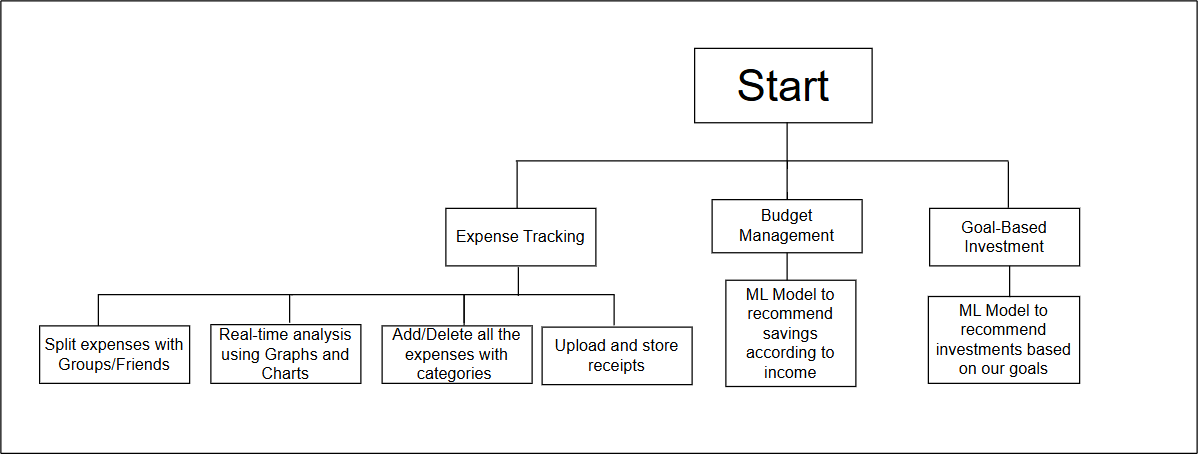 Start
Expense Tracking
Budget
Management
Goal-Based
Investment
Split expenses with
Groups/Friends
Real-time analysis
using Graphs and
Charts
Add/Delete all the
expenses with
categories
Upload and store
receipts
ML Model to
recommend
savings
according to
income
ML Model to
recommend
investments based
on our goals